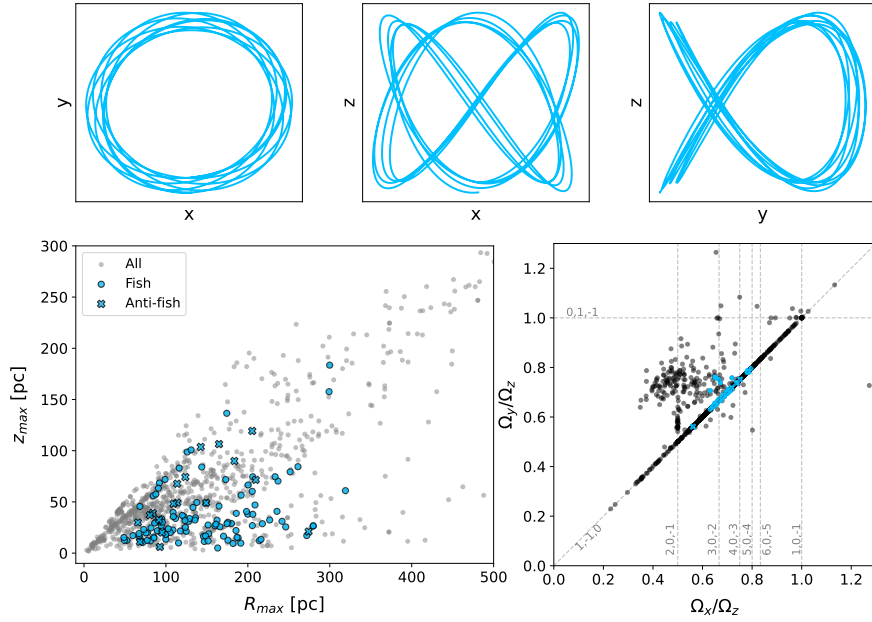 y
x
z
x
z
y
300
250
200
150
100
50
0
z_max [pc]
All
Fish
Anti-fish
0
100
200
300
400
500
R_max [pc]
1.2
1.0
0.8
0.6
0.4
0.2
0.0
Ω_y/Ω_z
0,1,-1
1,-1,0
2,0,-1
3,0,-2
4,0,-3
5,0,-4
6,0,-5
1,0,-1
0.0
0.2
0.4
0.6
0.8
1.0
1.2
Ω_x/Ω_z